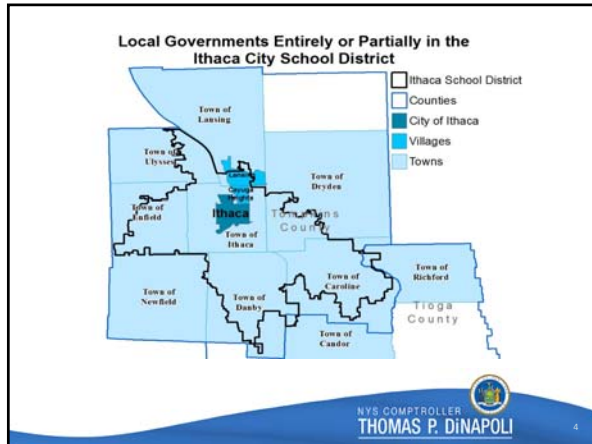 Local Governments Entirely or Partially in the
Ithaca City School District
Ithaca School District
Counties
City of Ithaca
Villages
Towns
Town of
Lansing
Town of
Ulysses
Lansing
Cayuga
Heights
Town of
Dryden
Town of
Enfield
Ithaca
Tompkins
County
Town of
Ithaca
Town of
Newfield
Town of
Danby
Town of
Caroline
Town of
Richford
Tioga
County
Town of
Candor
NYS COMPTROLLER
THOMAS P. DiNAPOLI
4